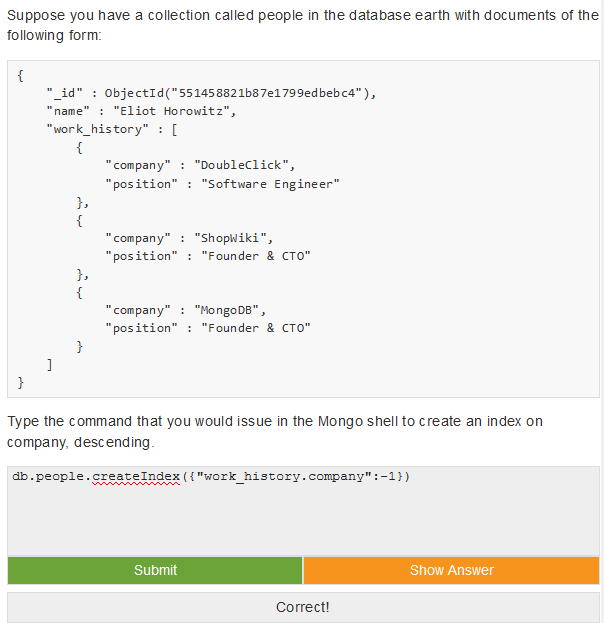 Suppose you have a collection called people in the database earth with documents of the
following form:
{
    "_id" : ObjectId("551458821b87e1799edbebc4"),
    "name" : "Eliot Horowitz",
    "work_history" : [
        {
            "company" : "DoubleClick",
            "position" : "Software Engineer"
        },
        {
            "company" : "ShopWiki",
            "position" : "Founder & CTO"
        },
        {
            "company" : "MongoDB",
            "position" : "Founder & CTO"
        }
    ]
}
Type the command that you would issue in the Mongo shell to create an index on
company, descending.
db.people.createIndex({"work_history.company":-1})
Submit
Show Answer
Correct!